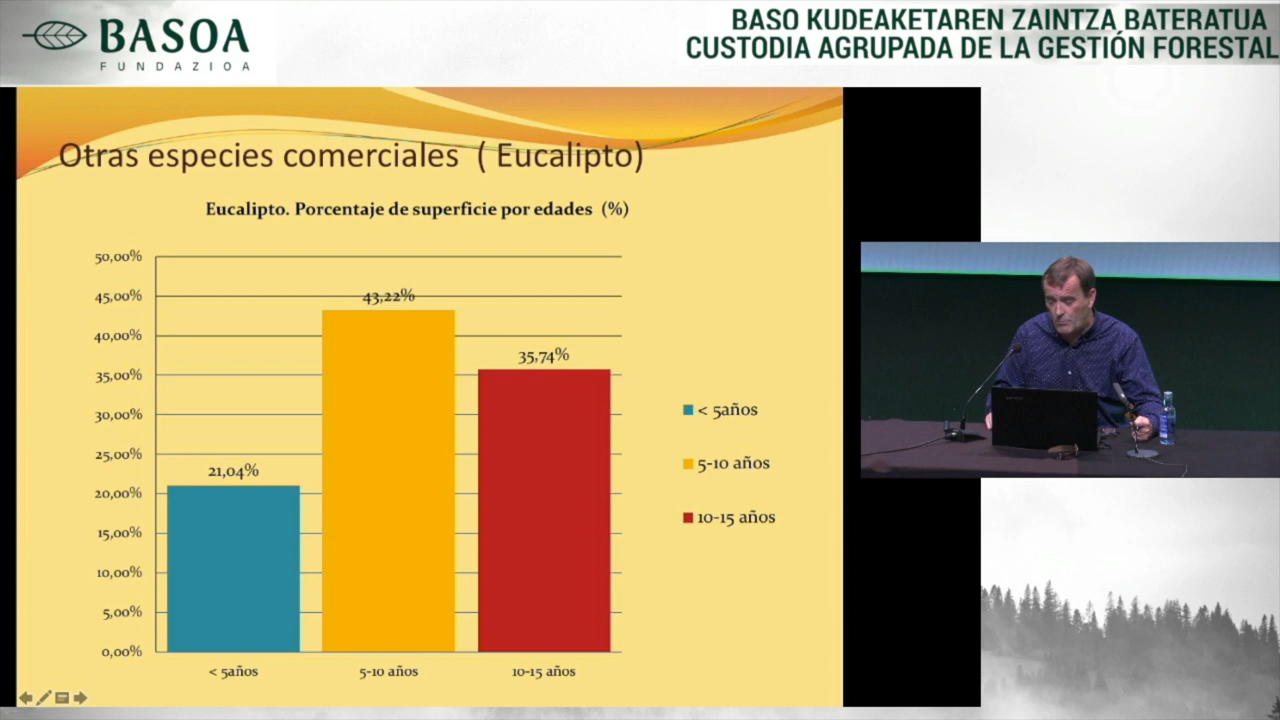 BASOA
FUNDAZIOA
BASO KUDEAKETAREN ZAINTZA BATERATUA
CUSTODIA AGRUPADA DE LA GESTIÓN FORESTAL
Otras especies comerciales ( Eucalipto)
Eucalipto. Porcentaje de superficie por edades (%)
50,00%
45,00%
40,00%
35,00%
30,00%
25,00%
20,00%
15,00%
10,00%
5,00%
0,00%
21,04%
43,22%
35,74%
< 5años
5-10 años
10-15 años
< 5años
5-10 años
10-15 años